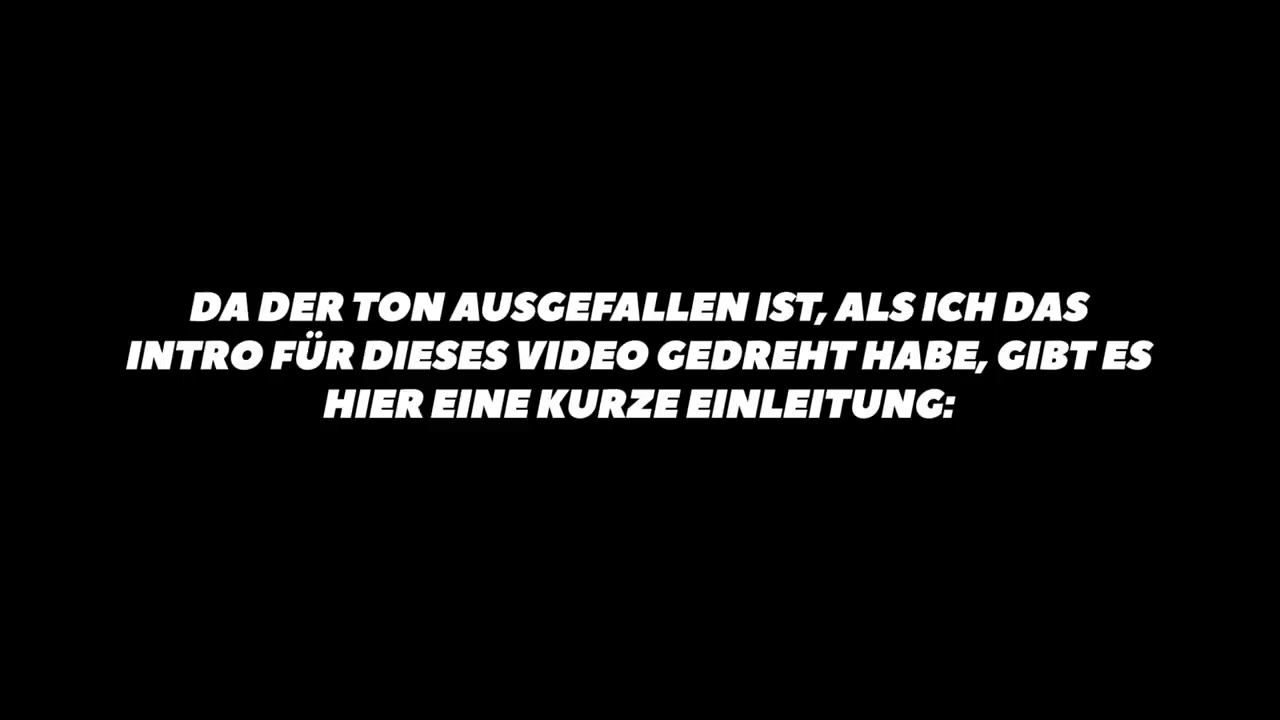 DA DER TON AUSGEFALLEN IST, ALS ICH DAS
INTRO FÜR DIESES VIDEO GEDREHT HABE, GIBT ES
HIER EINE KURZE EINLEITUNG: